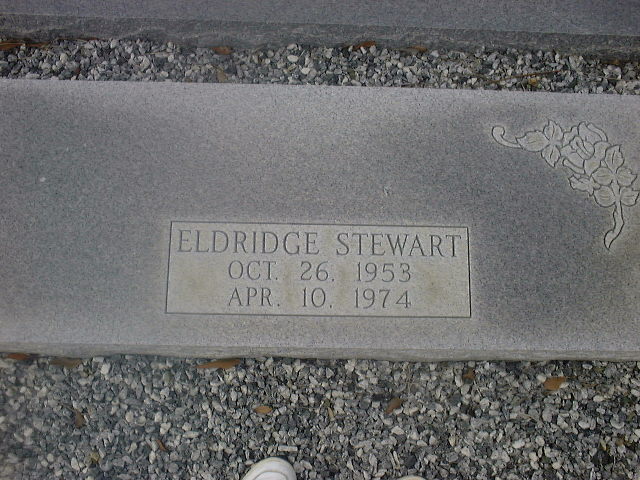 ELDRIDGE STEWART
OCT. 26, 1953
APR. 10, 1974